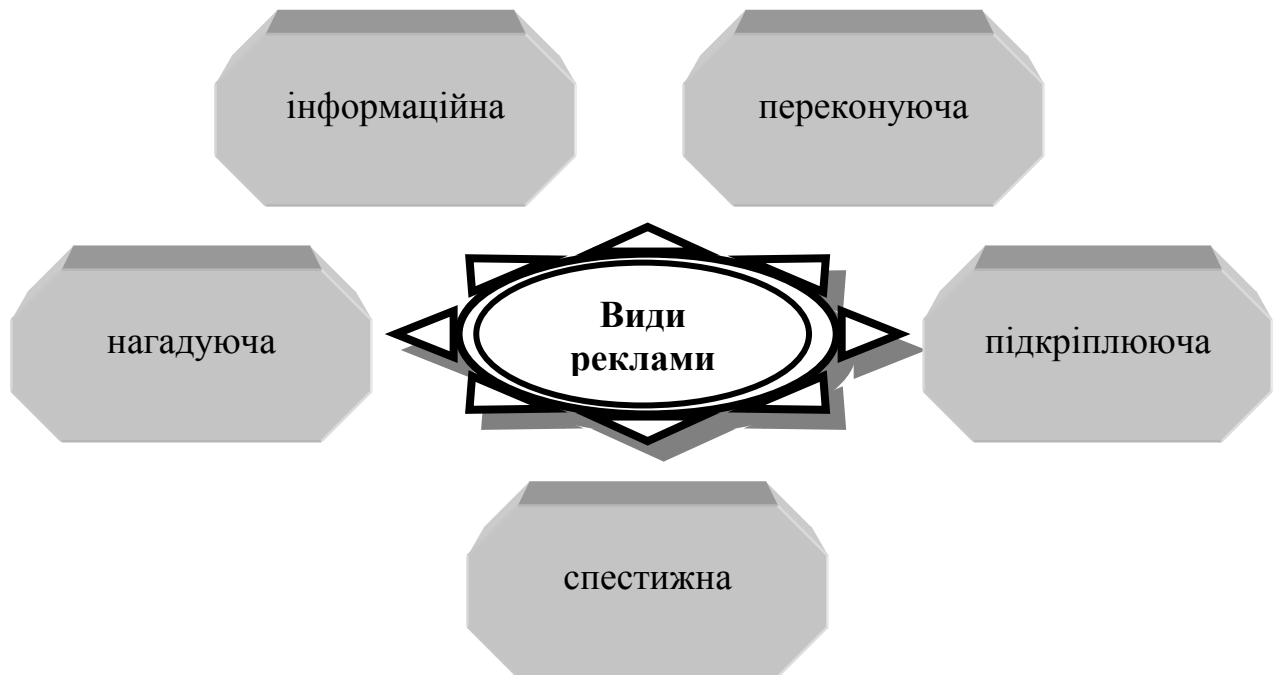 інформаційна
переконуюча
нагадуюча
Види
реклами
підкріплююча
спестижна